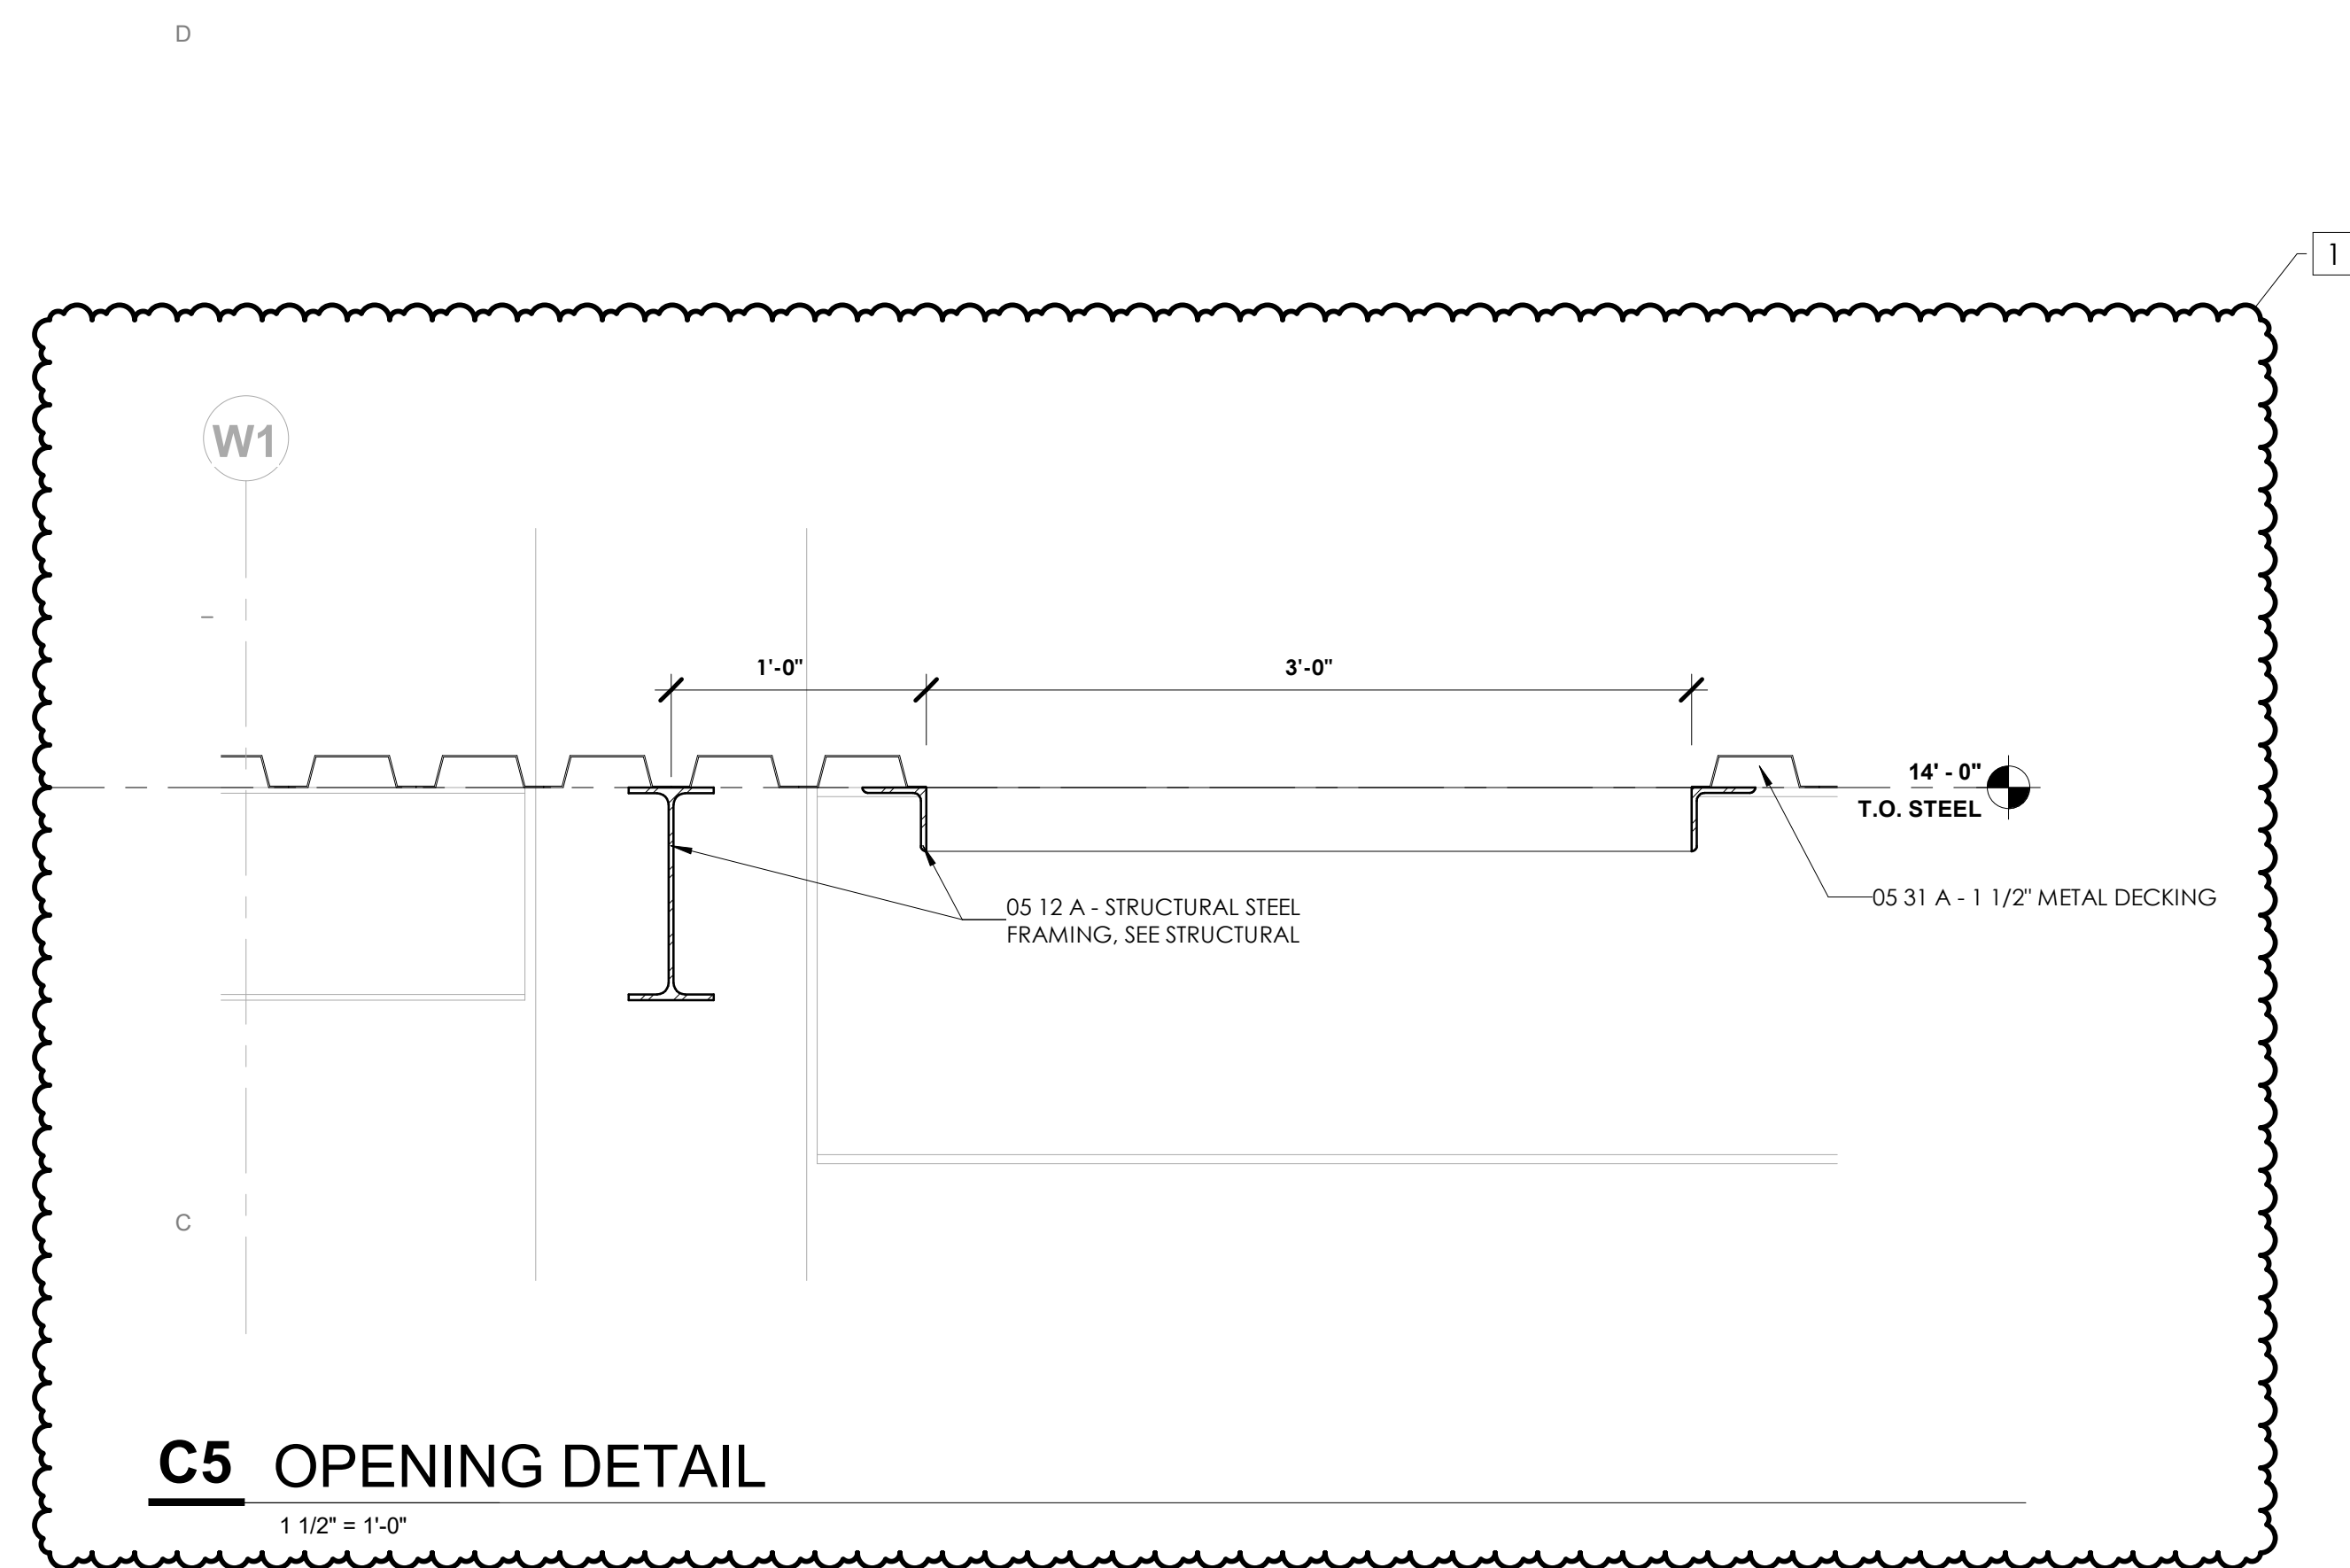 D
1
W1
1'-0"
3'-0"
14' - 0"
T.O. STEEL
05 12 A - STRUCTURAL STEEL
FRAMING, SEE STRUCTURAL
05 31 A - 1 1/2" METAL DECKING
C
C5 OPENING DETAIL
1 1/2" = 1'-0"